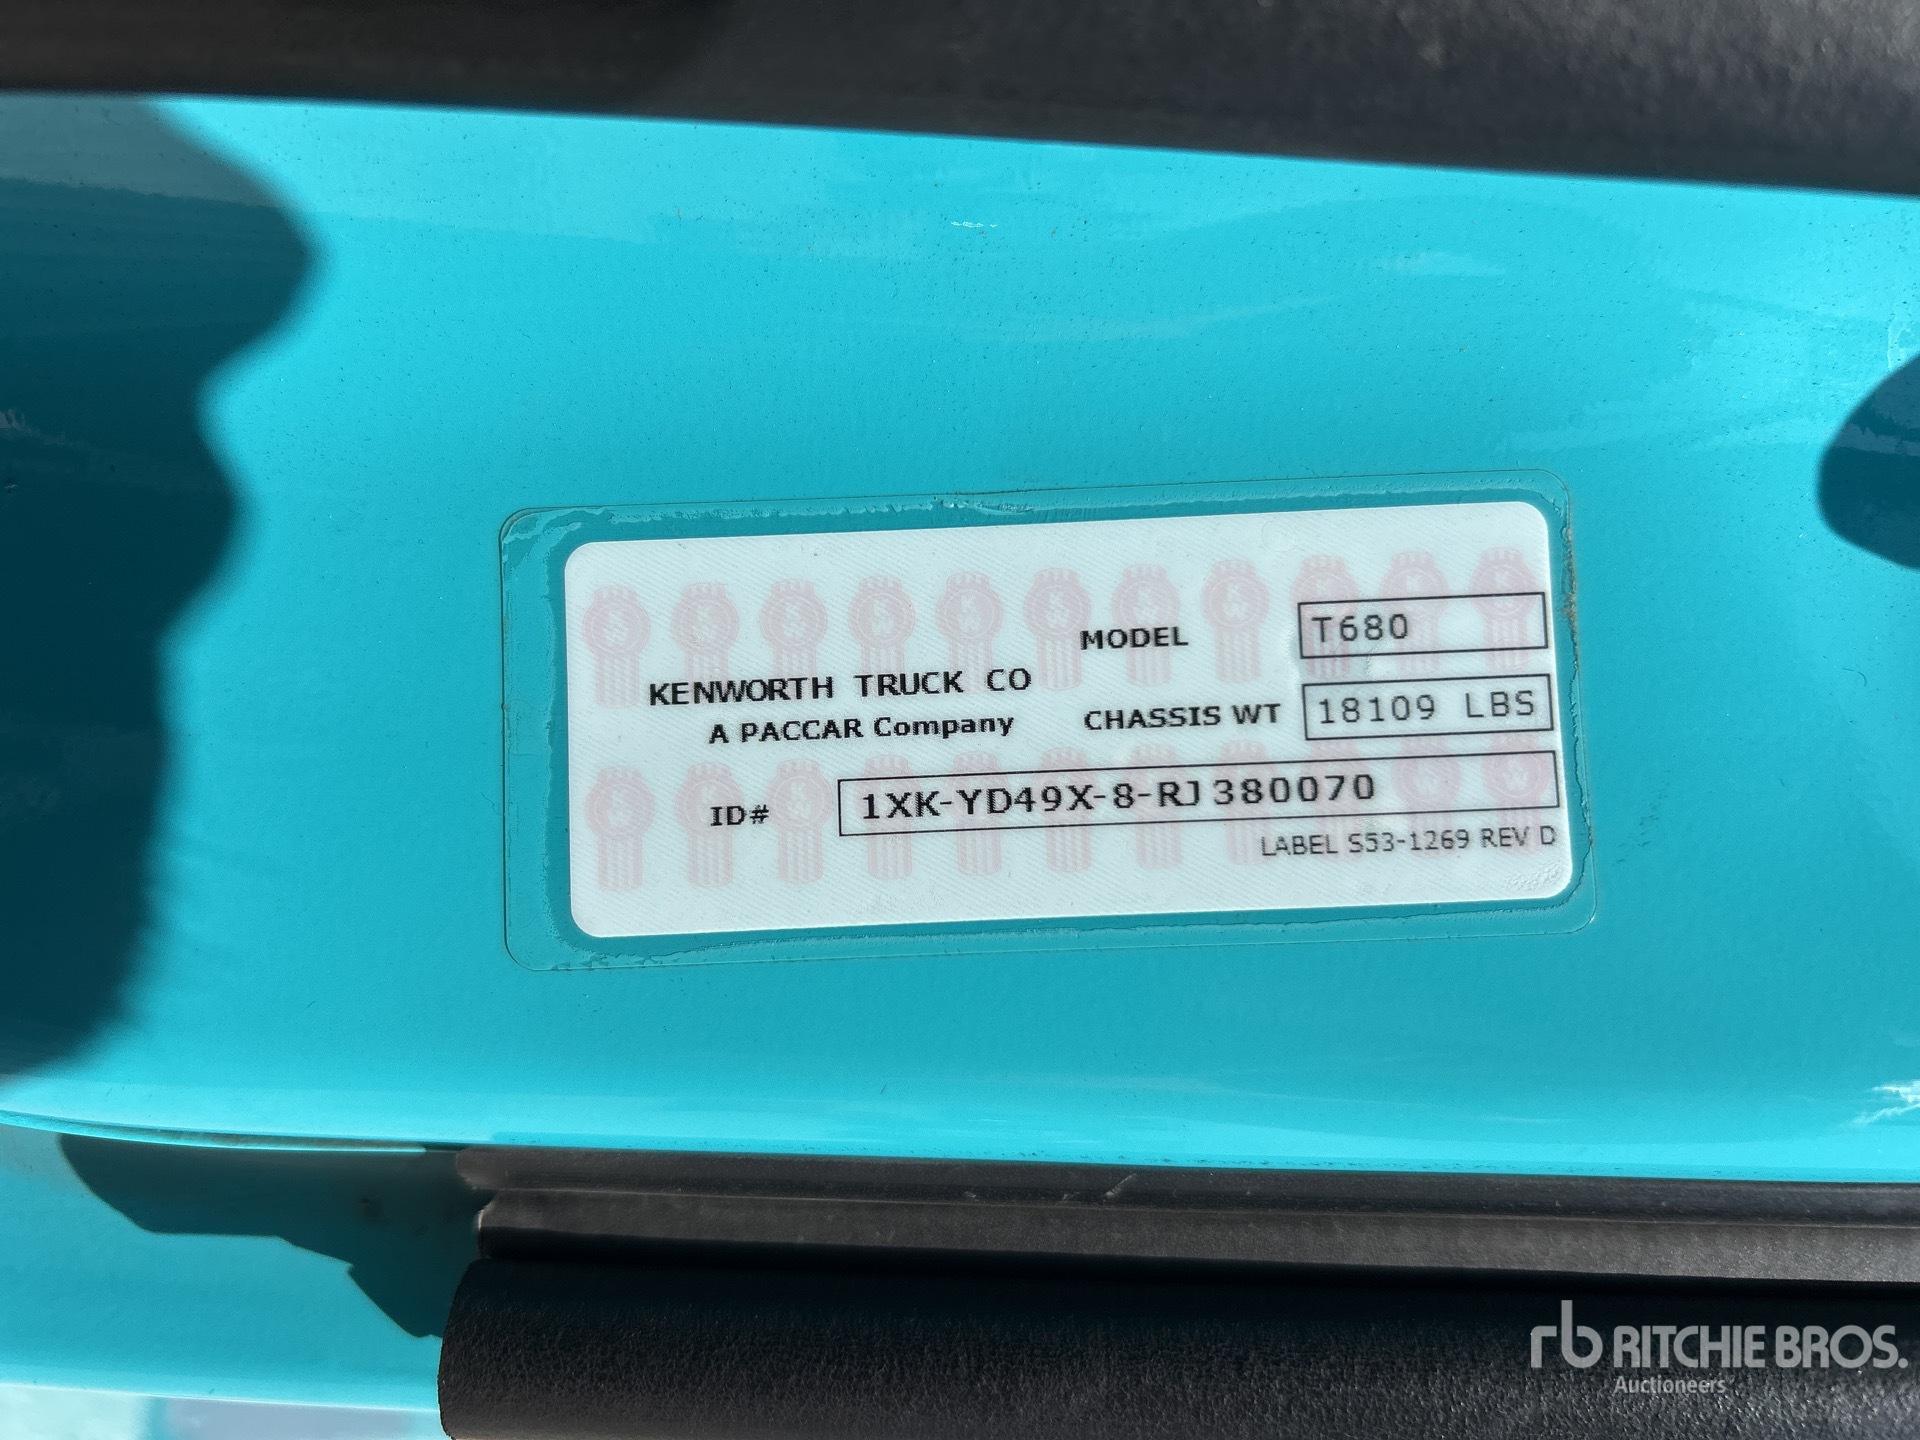 MODEL T680
KENWORTH TRUCK CO
A PACCAR Company
CHASSIS WT 18109 LBS
ID# 1XK-YD49X-8-RJ380070
LABEL S53-1269 REV D
rb RITCHIE BROS.
Auctioneers